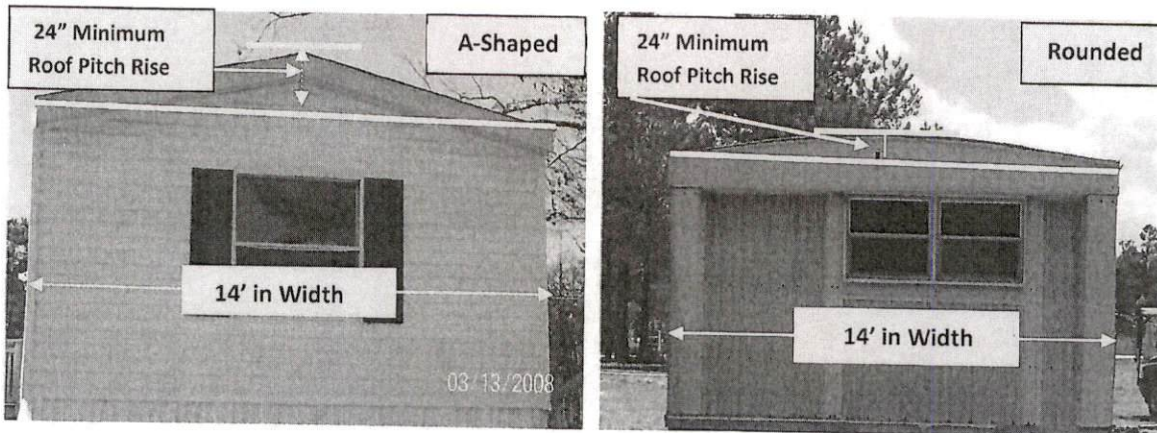 24” Minimum
Roof Pitch Rise
A-Shaped
14’ in Width
03/13/2008
24” Minimum
Roof Pitch Rise
Rounded
14’ in Width